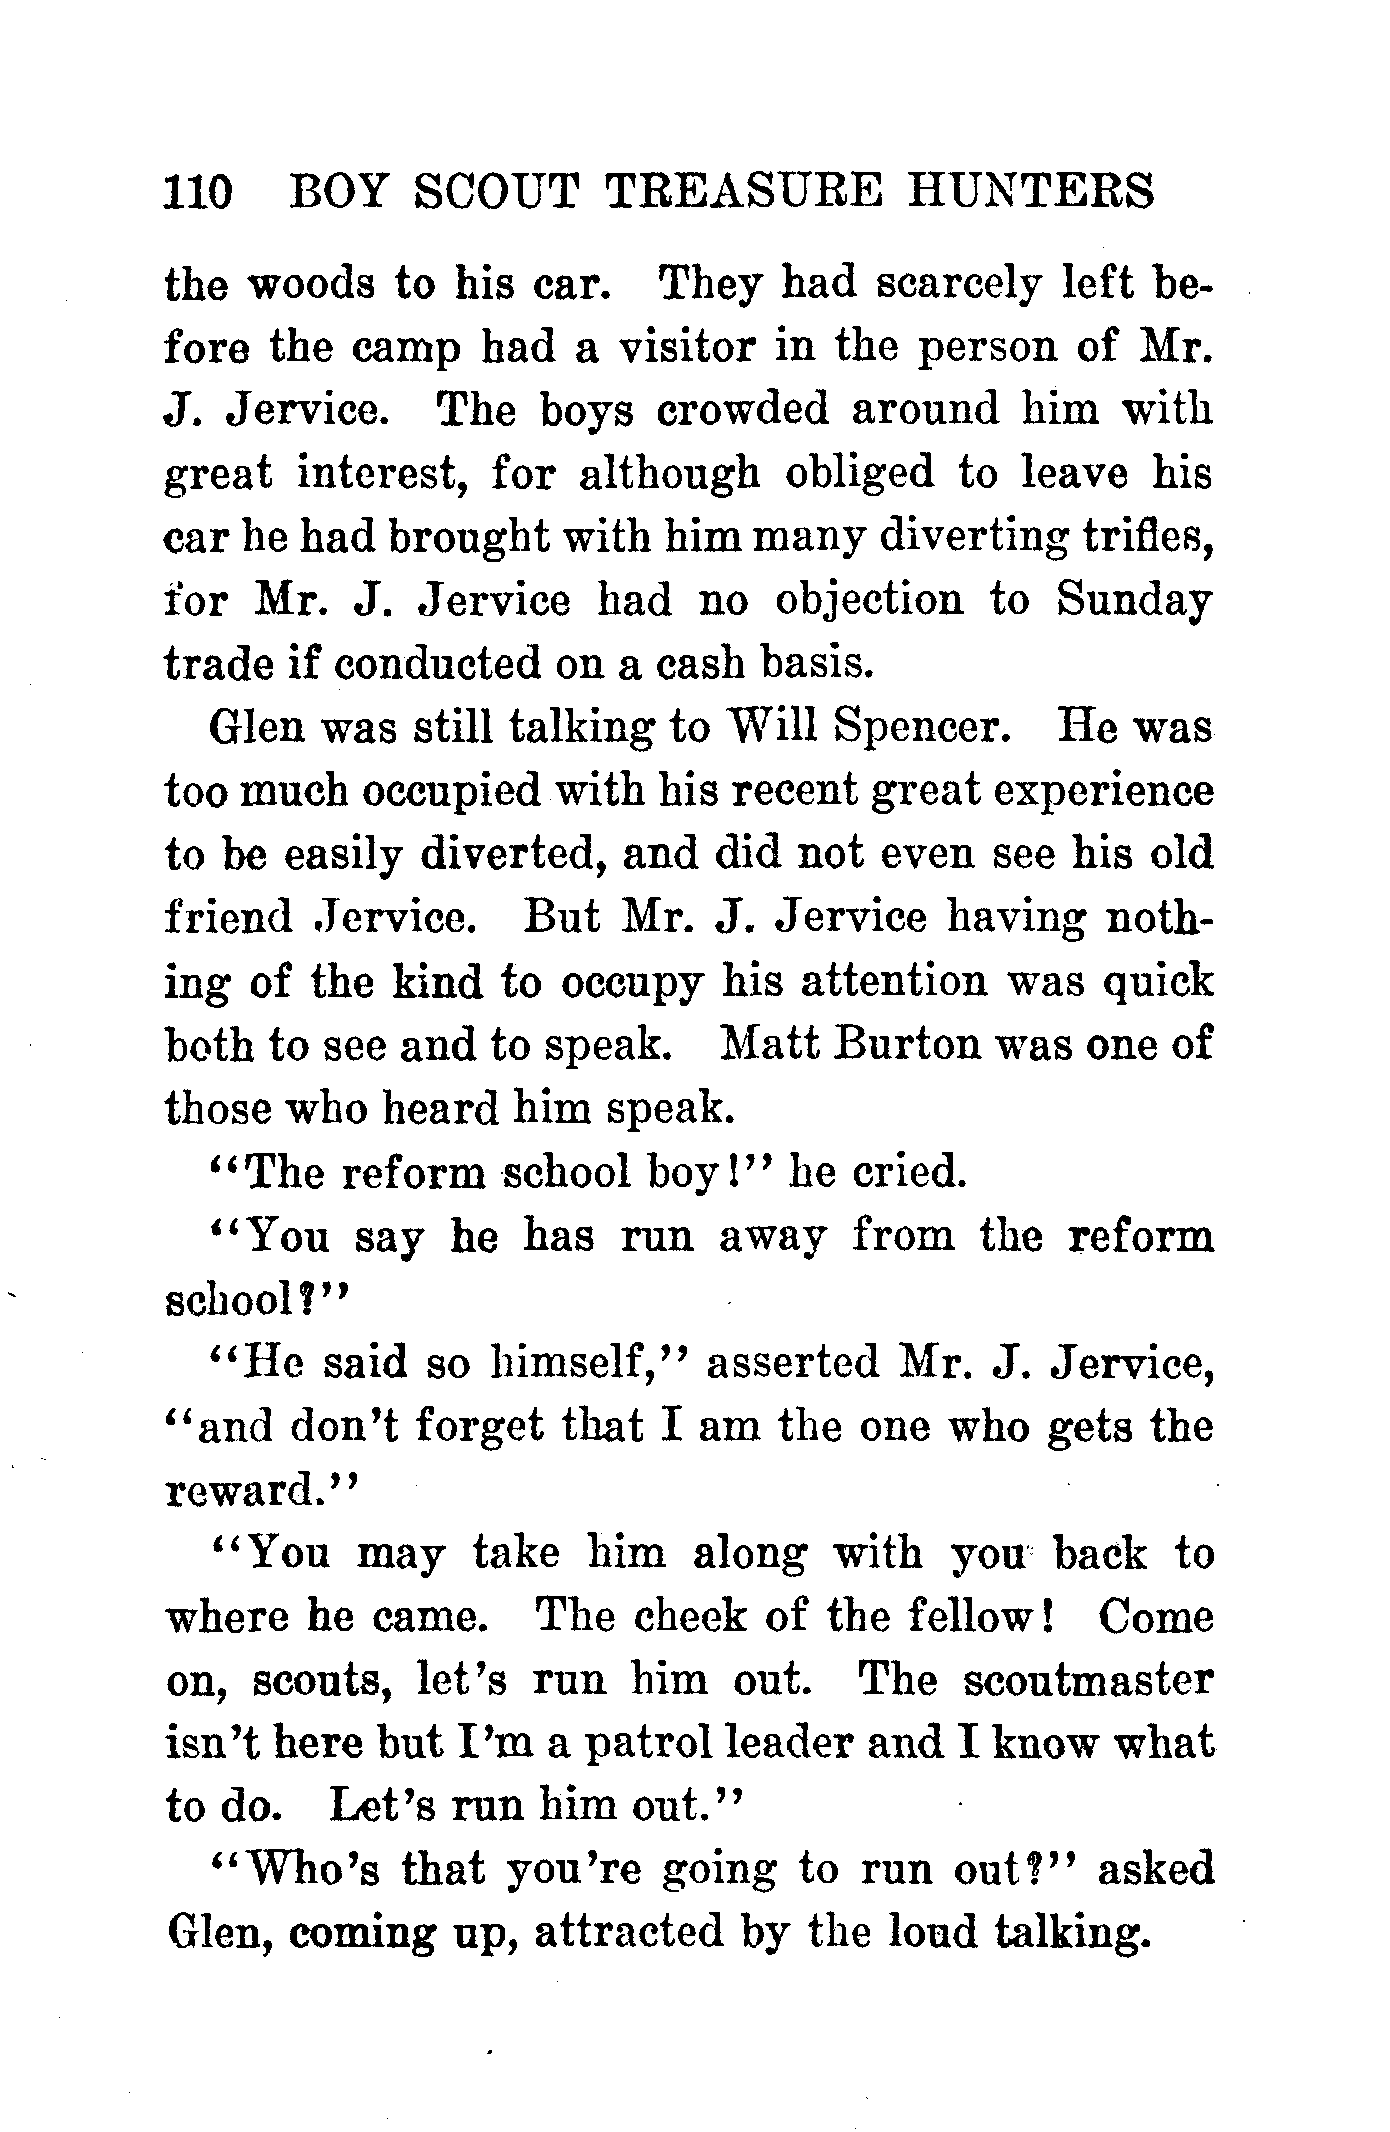 110 BOY SCOUT TREASURE HUNTERS
the woods to his car. They had scarcely left be-
fore the camp had a visitor in the person of Mr.
J. Jervice. The boys crowded around him with
great interest, for although obliged to leave his
car he had brought with him many diverting trifles,
for Mr. J. Jervice had no objection to Sunday
trade if conducted on a cash basis.
Glen was still talking to Will Spencer. He was
too much occupied with his recent great experience
to be easily diverted, and did not even see his old
friend Jervice. But Mr. J. Jervice having noth-
ing of the kind to occupy his attention was quick
both to see and to speak. Matt Burton was one of
those who heard him speak.
"The reform school boy!" he cried.
"You say he has run away from the reform
school?"
"He said so himself," asserted Mr. J. Jervice,
"and don't forget that I am the one who gets the
reward."
"You may take him along with you back to
where he came. The cheek of the fellow! Come
on, scouts, let's run him out. The scoutmaster
isn't here but I'm a patrol leader and I know what
to do. Let's run him out."
"Who's that you're going to run out?" asked
Glen, coming up, attracted by the loud talking.